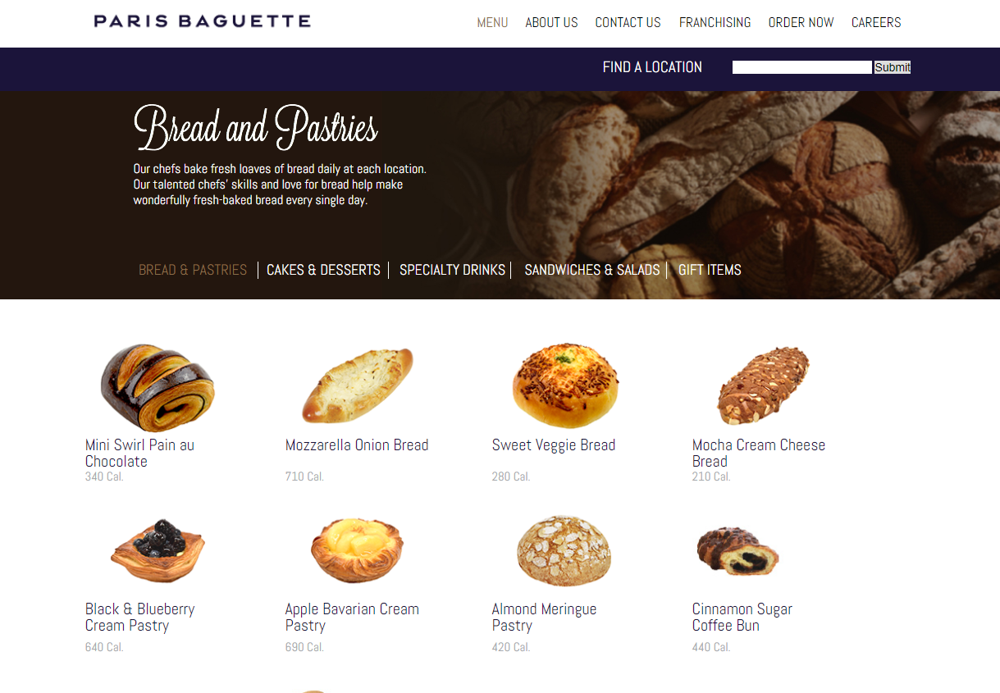 PARIS BAGUETTE
MENU ABOUT US CONTACT US FRANCHISING ORDER NOW CAREERS
FIND A LOCATION Submit
Bread and Pastries
Our chefs bake fresh loaves of bread daily at each location.
Our talented chefs' skills and love for bread help make
wonderfully fresh-baked bread every single day.
BREAD & PASTRIES CAKES & DESSERTS SPECIALTY DRINKS SANDWICHES & SALADS GIFT ITEMS
Mini Swirl Pain au
Chocolate
340 Cal.
Mozzarella Onion Bread
710 Cal.
Sweet Veggie Bread
280 Cal.
Mocha Cream Cheese
Bread
210 Cal.
Black & Blueberry
Cream Pastry
640 Cal.
Apple Bavarian Cream
Pastry
690 Cal.
Almond Meringue
Pastry
420 Cal.
Cinnamon Sugar
Coffee Bun
440 Cal.